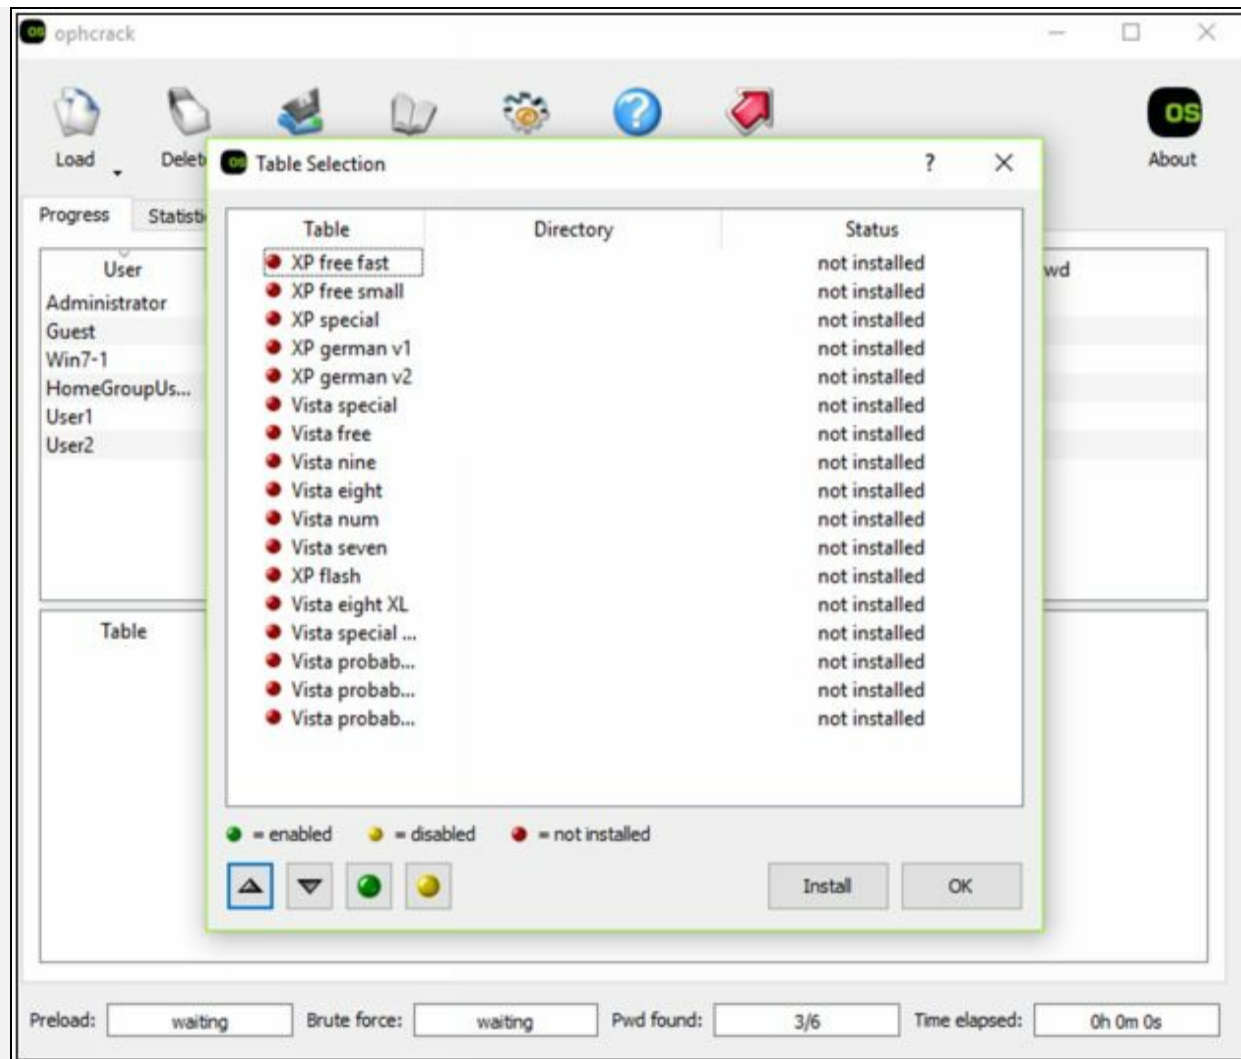 OS ophcrack
OS
Load Delet About
OS Table Selection ?
Progress Statisti
Table Directory Status
User wd
XP free fast not installed
Administrator XP free small not installed
Guest XP special not installed
Win7-1 XP german v1 not installed
HomeGroupUs... XP german v2 not installed
User1 Vista special not installed
User2 Vista free not installed
Vista nine not installed
Vista eight not installed
Vista num not installed
Vista seven not installed
XP flash not installed
Vista eight XL not installed
Table Vista special ... not installed
Vista probab... not installed
Vista probab... not installed
Vista probab... not installed
= enabled = disabled = not installed
Install OK
Preload: waiting Brute force: waiting Pwd found: 3/6 Time elapsed: 0h 0m 0s